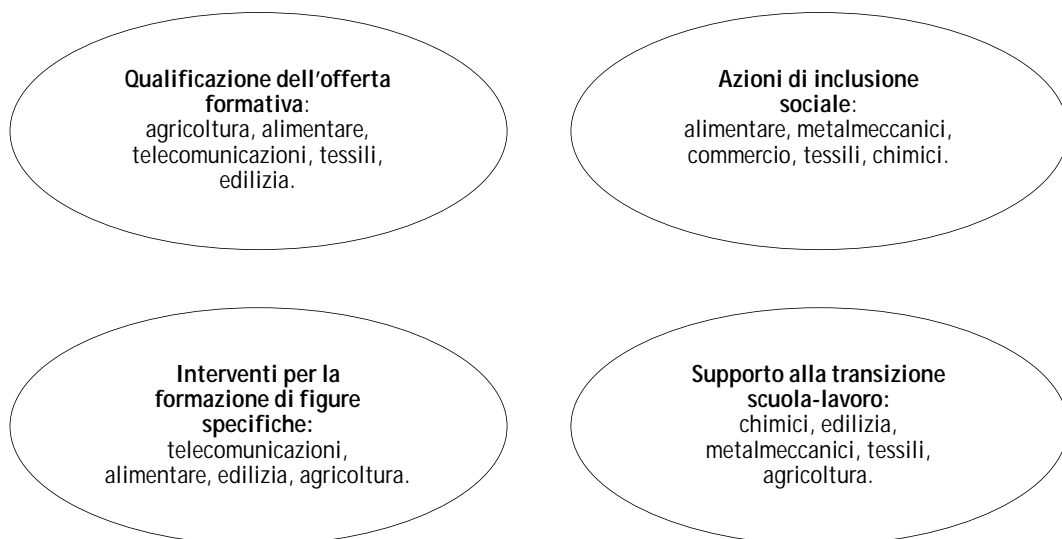 Qualificazione dell'offerta
formativa:
agricoltura, alimentare,
telecomunicazioni, tessili,
edilizia.
Azioni di inclusione
sociale:
alimentare, metalmeccanici,
commercio, tessili, chimici.
Interventi per la
formazione di figure
specifiche:
telecomunicazioni,
alimentare, edilizia, agricoltura.
Supporto alla transizione
scuola-lavoro:
chimici, edilizia,
metalmeccanici, tessili,
agricoltura.